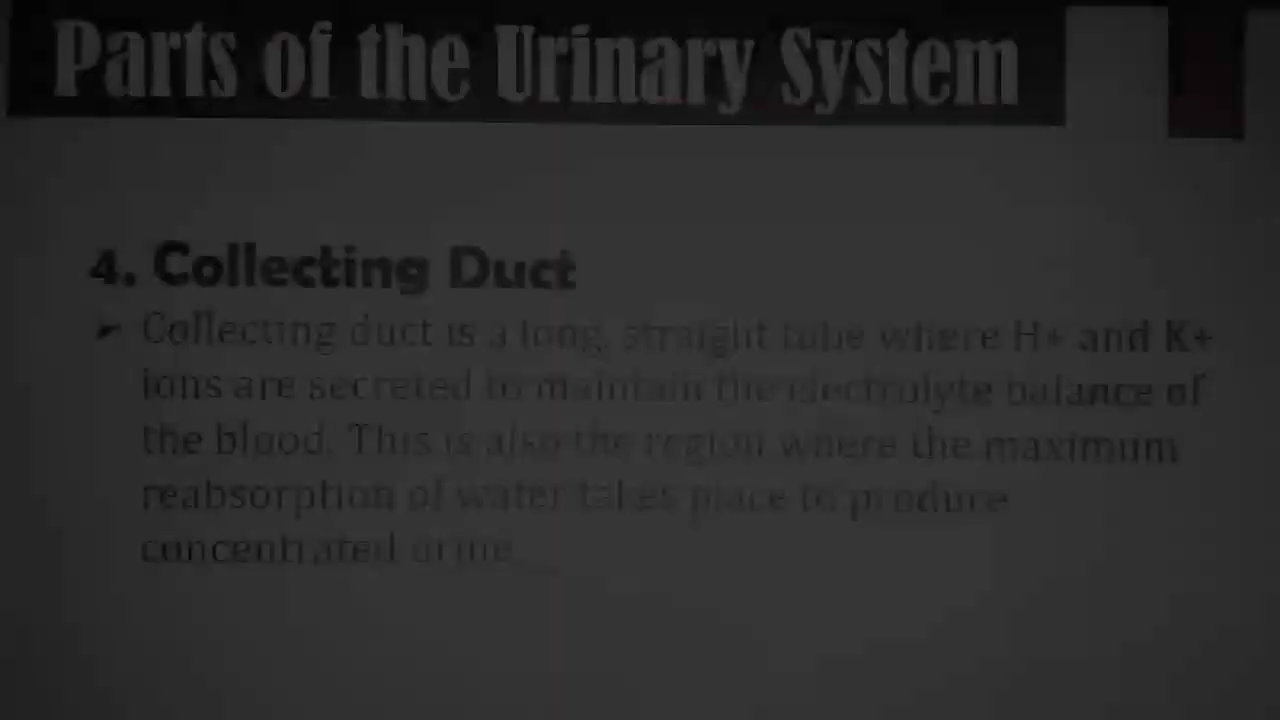 Parts of the Urinary System
4. Collecting Duct
➤ Collecting duct is a long, straight tube where H+ and K+
ions are secreted to maintain the electrolyte balance of
the blood. This is also the region where the maximum
reabsorption of water takes place to produce
concentrated urine